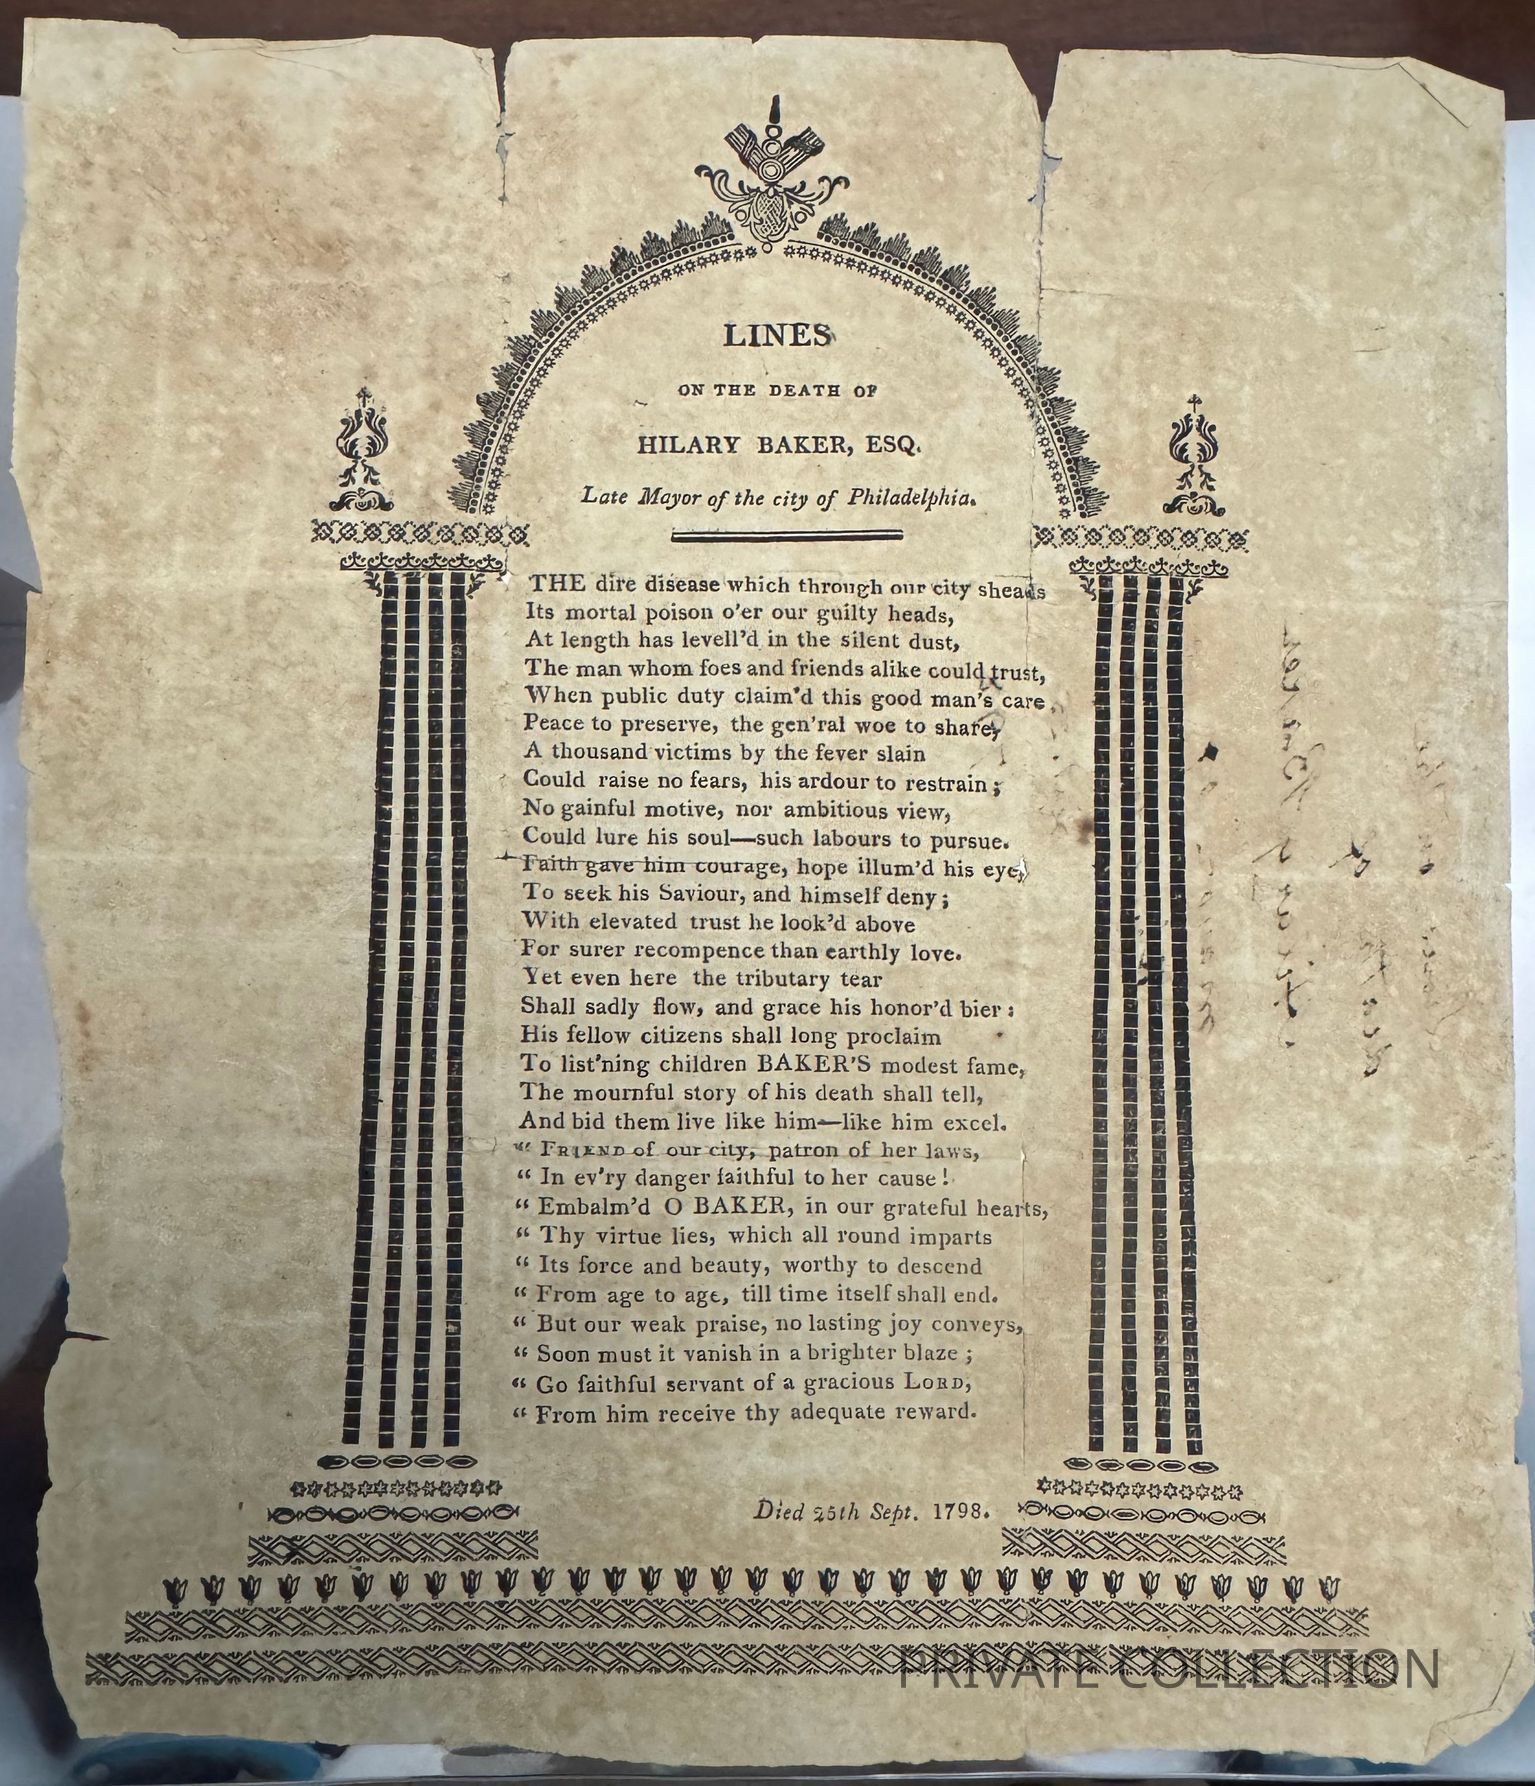 LINES
ON THE DEATH OF
HILARY BAKER, ESQ.
Late Mayor of the city of Philadelphia.
THE dire disease which through our city sheads
Its mortal poison o'er our guilty heads,
At length has levell'd in the silent dust,
The man whom foes and friends alike could trust,
When public duty claim'd this good man's care,
Peace to preserve, the gen'ral woe to share,
A thousand victims by the fever slain
Could raise no fears, his ardour to restrain;
No gainful motive, nor ambitious view,
Could lure his soul—such labours to pursue.
Faith gave him courage, hope illum'd his eye,
To seek his Saviour, and himself deny;
With elevated trust he look'd above
For surer recompence than earthly love.
Yet even here the tributary tear
Shall sadly flow, and grace his honor'd bier:
His fellow citizens shall long proclaim
To list'ning children BAKER'S modest fame,
The mournful story of his death shall tell,
And bid them live like him—like him excel.
“ FRIEND of our city, patron of her laws,
“ In ev'ry danger faithful to her cause!
“ Embalm'd O BAKER, in our grateful hearts,
“ Thy virtue lies, which all round imparts
“ Its force and beauty, worthy to descend
“ From age to age, till time itself shall end.
“ But our weak praise, no lasting joy conveys,
“ Soon must it vanish in a brighter blaze;
“ Go faithful servant of a gracious LORD,
“ From him receive thy adequate reward.
Died 25th Sept. 1798.
PRIVATE COLLECTION